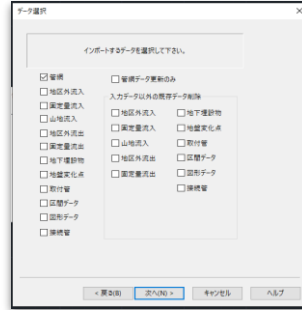 データ選択
インポートするデータを選択して下さい。
管網
地区外流入
固定量流入
山地流入
地区外流出
固定量流出
地下埋設物
地盤変化点
取付管
区間データ
図形データ
接続管
管網データ更新のみ
入力データ以外の既存データ削除
地区外流入
固定量流入
山地流入
地区外流出
固定量流出
地下埋設物
地盤変化点
取付管
区間データ
図形データ
接続管
< 戻る(B)
次へ(N) >
キャンセル
ヘルプ